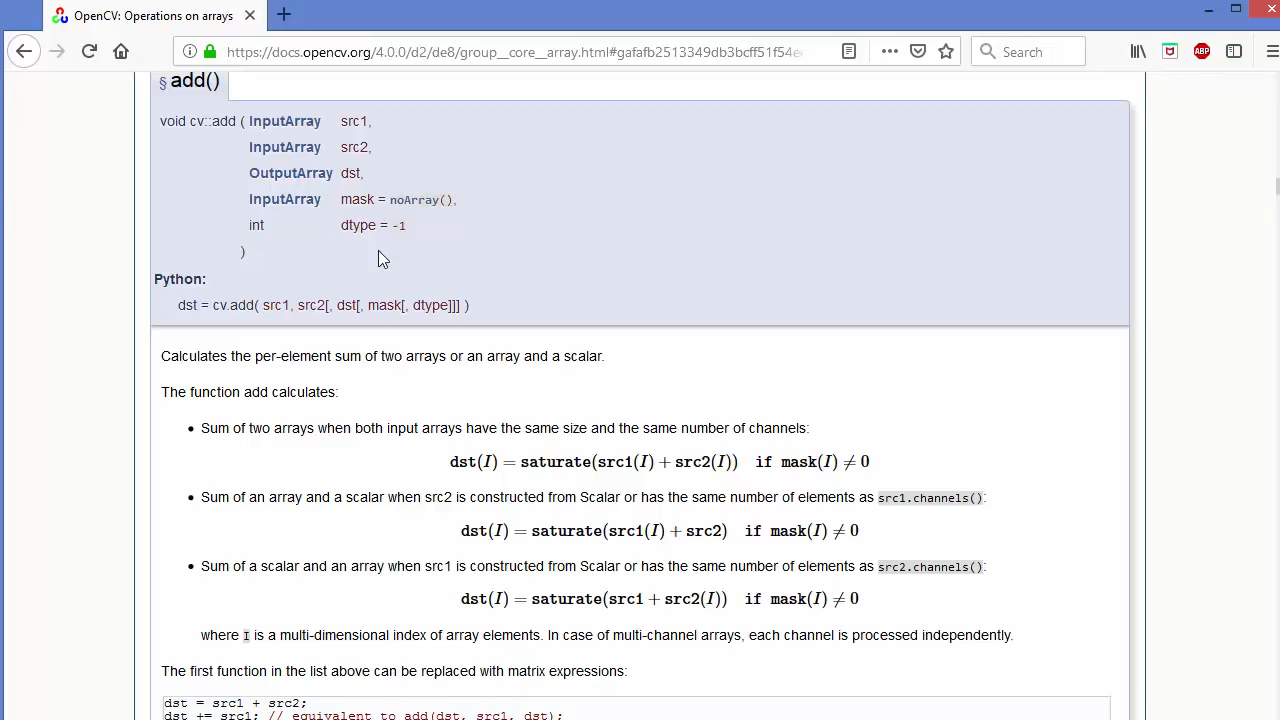 OpenCV: Operations on arrays
https://docs.opencv.org/4.0.0/d2/de8/group__core__array.html#gafafb2513349db3bcff51f54e
Search
§ add()
void cv::add ( InputArray src1,
InputArray src2,
OutputArray dst,
InputArray mask = noArray(),
int dtype = -1
)
Python:
dst = cv.add( src1, src2[, dst[, mask[, dtype]]] )
Calculates the per-element sum of two arrays or an array and a scalar.
The function add calculates:
• Sum of two arrays when both input arrays have the same size and the same number of channels:
dst(I) = saturate(src1(I) + src2(I)) if mask(I) ≠ 0
• Sum of an array and a scalar when src2 is constructed from Scalar or has the same number of elements as src1.channels():
dst(I) = saturate(src1(I) + src2) if mask(I) ≠ 0
• Sum of a scalar and an array when src1 is constructed from Scalar or has the same number of elements as src2.channels():
dst(I) = saturate(src1 + src2(I)) if mask(I) ≠ 0
where I is a multi-dimensional index of array elements. In case of multi-channel arrays, each channel is processed independently.
The first function in the list above can be replaced with matrix expressions:
dst = src1 + src2;
dst += src1; // equivalent to add(dst, src1, dst);